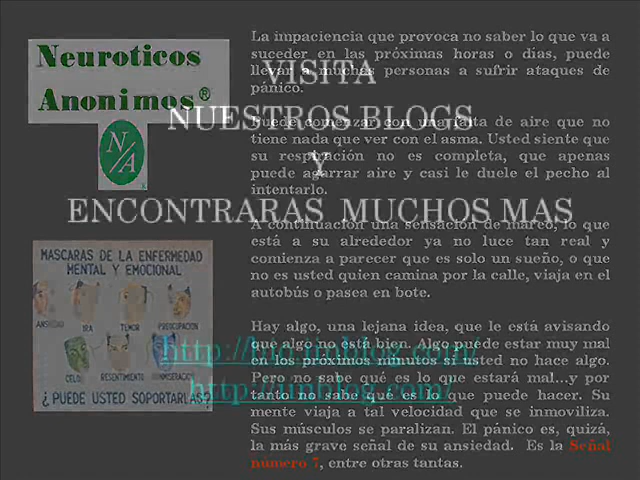 Neuroticos
Anonimos®
N/A
MASCARAS DE LA ENFERMEDAD
MENTAL Y EMOCIONAL
ANSIEDAD IRA TEMOR PREOCUPACION
CELOS RESENTIMIENTO
¿PUEDE USTED SOPORTARLAS?
La impaciencia que provoca no saber lo que va a
suceder en las próximas horas o dias, puede
llevar a muchas personas a sufrir ataques de
pánico.
Puede comenzar con una falta de aire que no
tiene nada que ver con el asma. Usted siente que
su respiración no es completa, que apenas
puede agarrar aire y casi le duele el pecho al
intentarlo.
A continuación una sensación de mareo, lo que
está a su alrededor ya no luce tan real y
comienza a parecer que es solo un sueño, o que
no es usted quien camina por la calle, viaja en el
autobús o pasea en bote.
Hay algo, una lejana idea, que le está avisando
que algo no está bien. Algo puede estar muy mal
en los próximos minutos si usted no hace algo.
Pero no sabe qué es lo que estará mal...y por
tanto no sabe qué es lo que puede hacer. Su
mente viaja a tal velocidad que se inmoviliza.
Sus músculos se paralizan. El pánico es, quizá,
la más grave señal de su ansiedad. Es la Señal
número 7, entre otras tantas.
VISITA
NUESTROS BLOGS
Y
ENCONTRARAS MUCHOS MAS